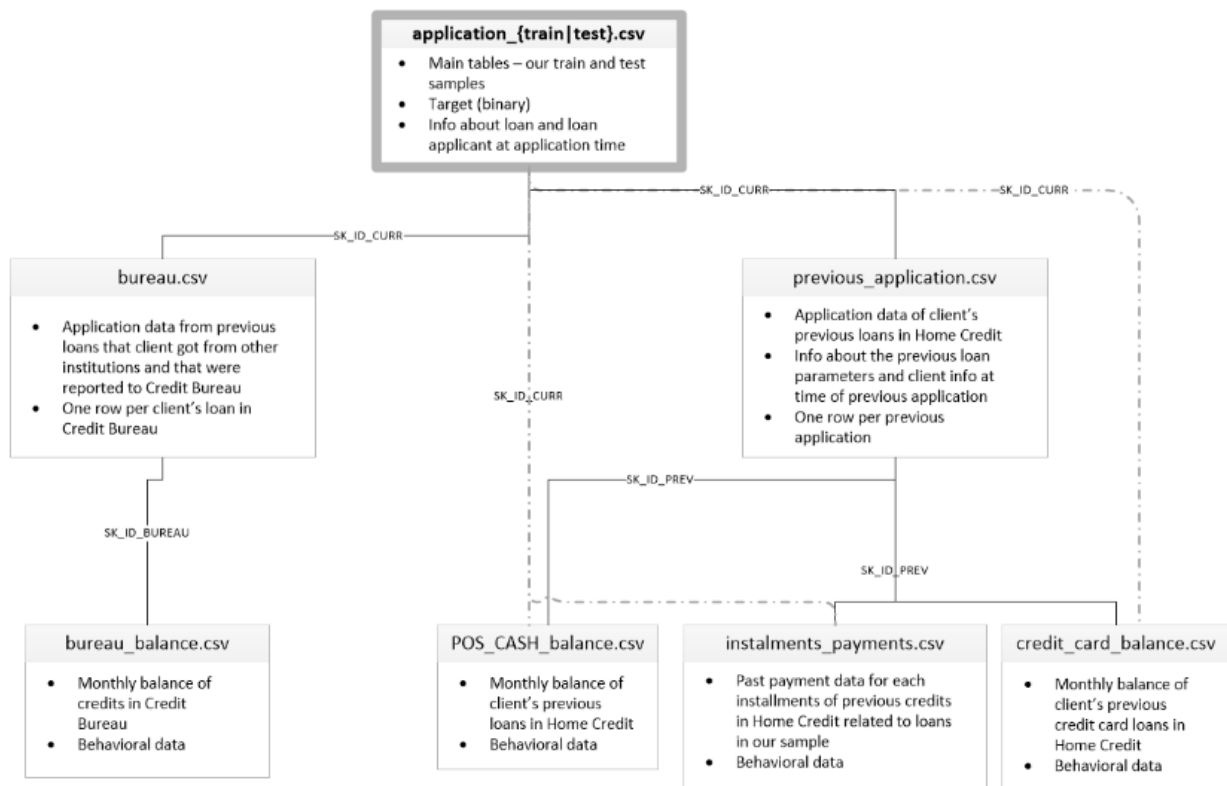 application_{train|test}.csv
• Main tables – our train and test
samples
• Target (binary)
• Info about loan and loan
applicant at application time
SK_ID_CURR
SK_ID_CURR
SK_ID_CURR
bureau.csv
• Application data from previous
loans that client got from other
institutions and that were
reported to Credit Bureau
• One row per client's loan in
Credit Bureau
previous_application.csv
• Application data of client's
previous loans in Home Credit
• Info about the previous loan
parameters and client info at
time of previous application
• One row per previous
application
SK_ID_CURR
SK_ID_PREV
SK_ID_BUREAU
SK_ID_PREV
bureau_balance.csv
• Monthly balance of
credits in Credit
Bureau
• Behavioral data
POS_CASH_balance.csv
• Monthly balance of
client's previous
loans in Home Credit
• Behavioral data
instalments_payments.csv
• Past payment data for each
installments of previous credits
in Home Credit related to loans
in our sample
• Behavioral data
credit_card_balance.csv
• Monthly balance of
client's previous
credit card loans in
Home Credit
• Behavioral data